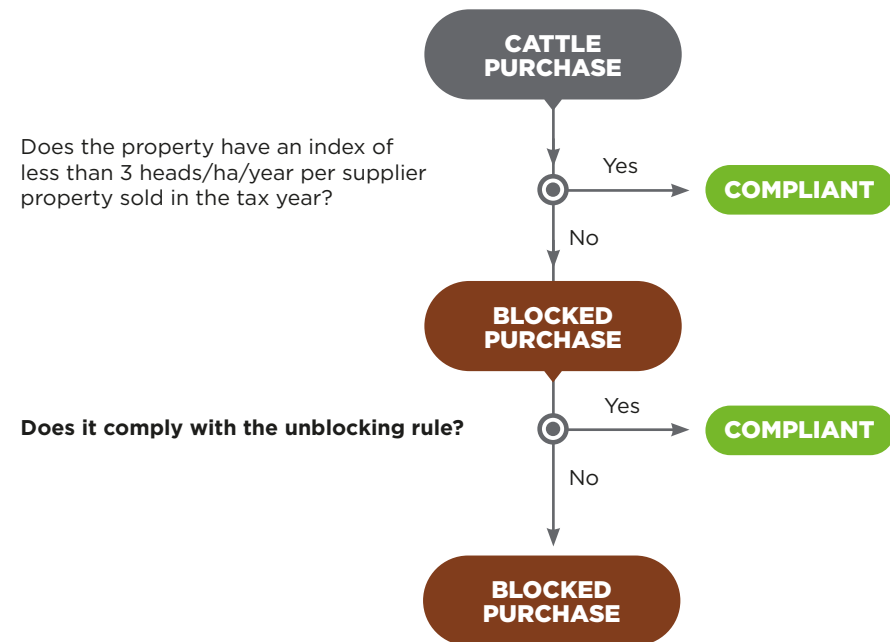 CATTLE
PURCHASE
Does the property have an index of
less than 3 heads/ha/year per supplier
property sold in the tax year?
Yes
COMPLIANT
No
BLOCKED
PURCHASE
Does it comply with the unblocking rule?
Yes
COMPLIANT
No
BLOCKED
PURCHASE